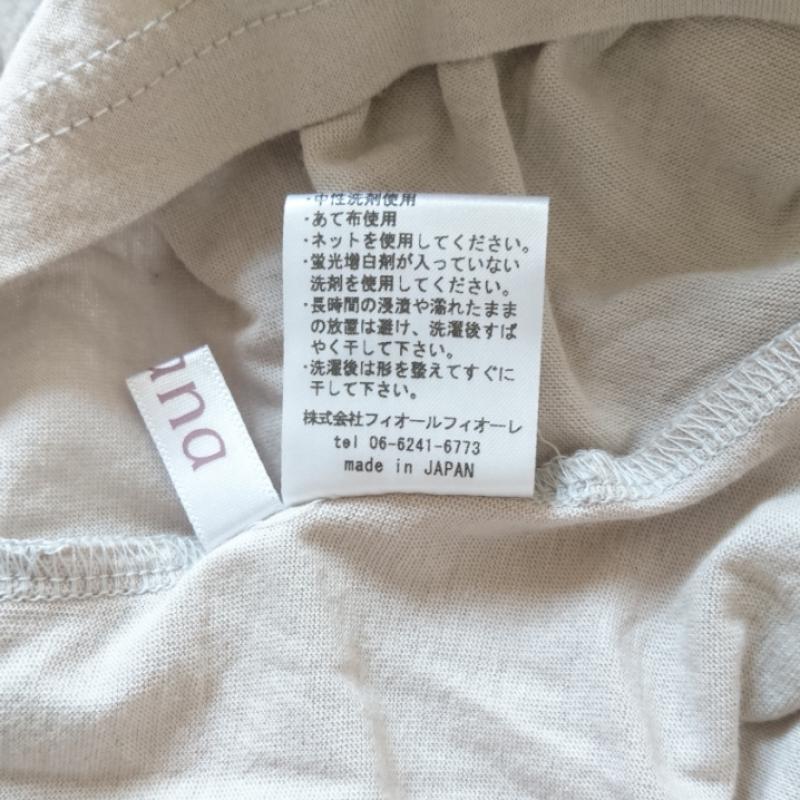 ・中性洗剤使用
・あて布使用
・ネットを使用してください。
・蛍光増白剤が入っていない
洗剤を使用してください。
・長時間の浸漬や濡れたまま
の放置は避け、洗濯後すば
やく干して下さい。
・洗濯後は形を整えてすぐに
干して下さい。
株式会社フィオールフィオーレ
tel 06-6241-6773
made in JAPAN
ana